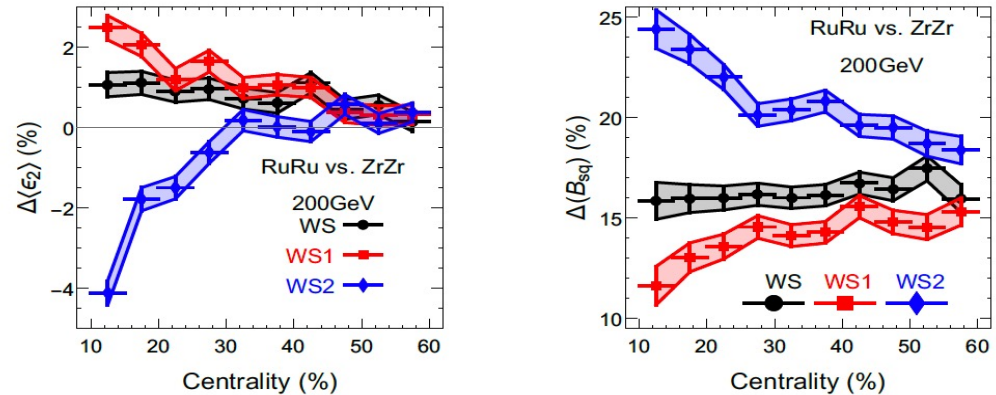 Δ⟨ϵ₂⟩ (%)
2
0
−2
−4
RuRu vs. ZrZr
200GeV
WS
WS1
WS2
10 20 30 40 50 60
Centrality (%)
Δ⟨B_sq⟩ (%)
25
20
15
10
RuRu vs. ZrZr
200GeV
WS WS1 WS2
10 20 30 40 50 60
Centrality (%)